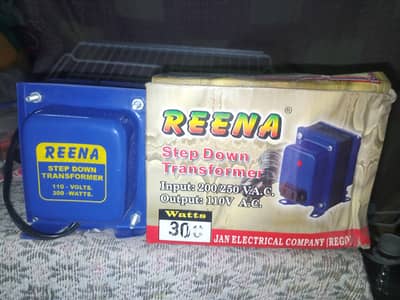 REENA
STEP DOWN
TRANSFORMER
110 - VOLTS.
300 - WATTS.
REENA®
Step Down
Transformer
Input: 200/250 V.A.C.
Output: 110V A.C.
Watts
300
JAN ELECTRICAL COMPANY (REGD)